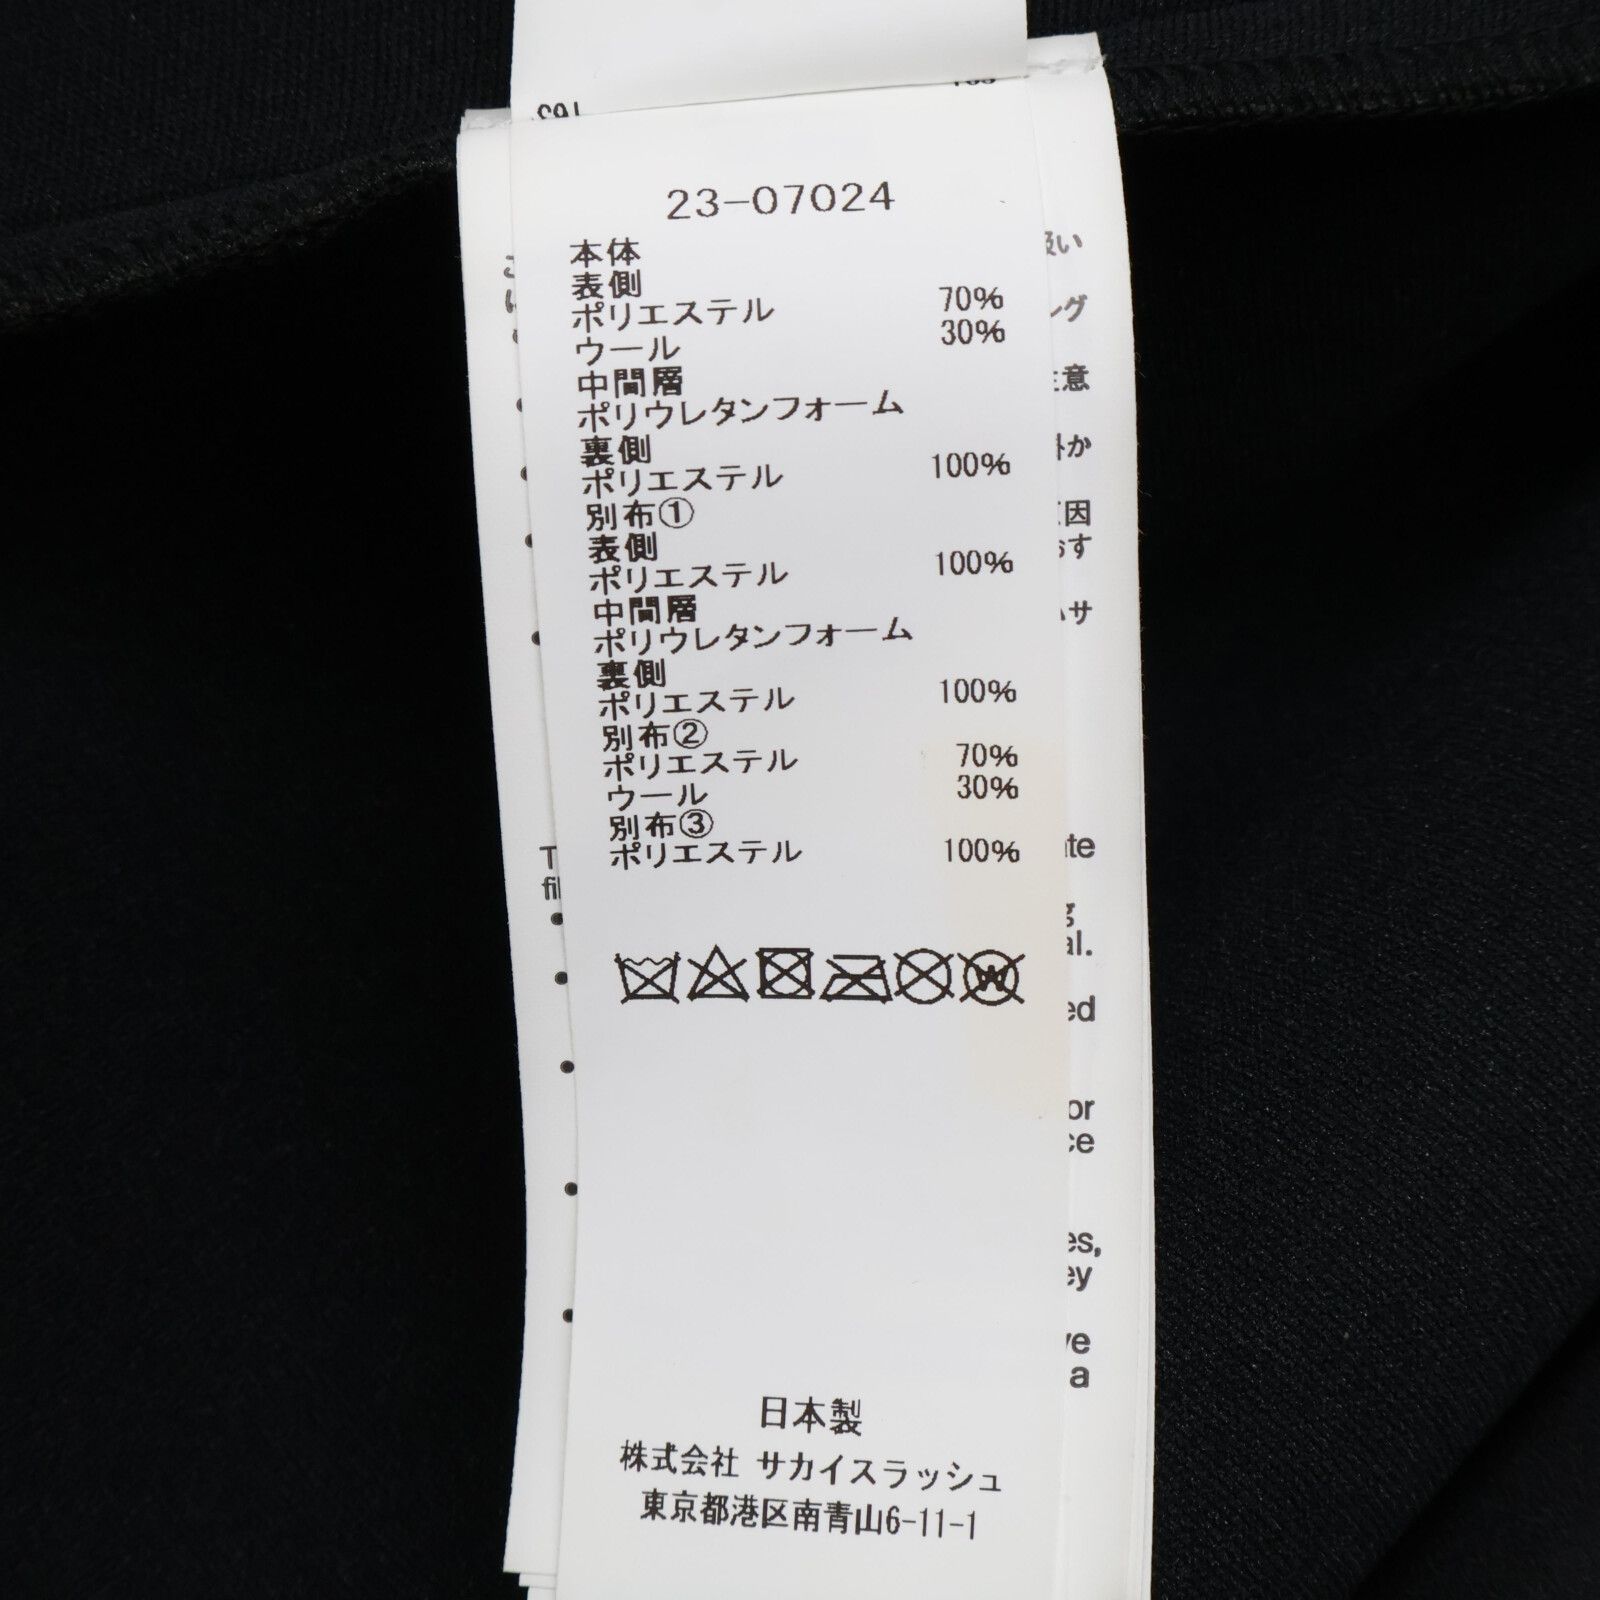 23-07024
本体
表側
ポリエステル 70%
ウール 30%
中間層
ポリウレタンフォーム
裏側
ポリエステル 100%
別布①
表側
ポリエステル 100%
中間層
ポリウレタンフォーム
裏側
ポリエステル 100%
別布②
ポリエステル 70%
ウール 30%
別布③
ポリエステル 100%
日本製
株式会社 サカイスラッシュ
東京都港区南青山6-11-1